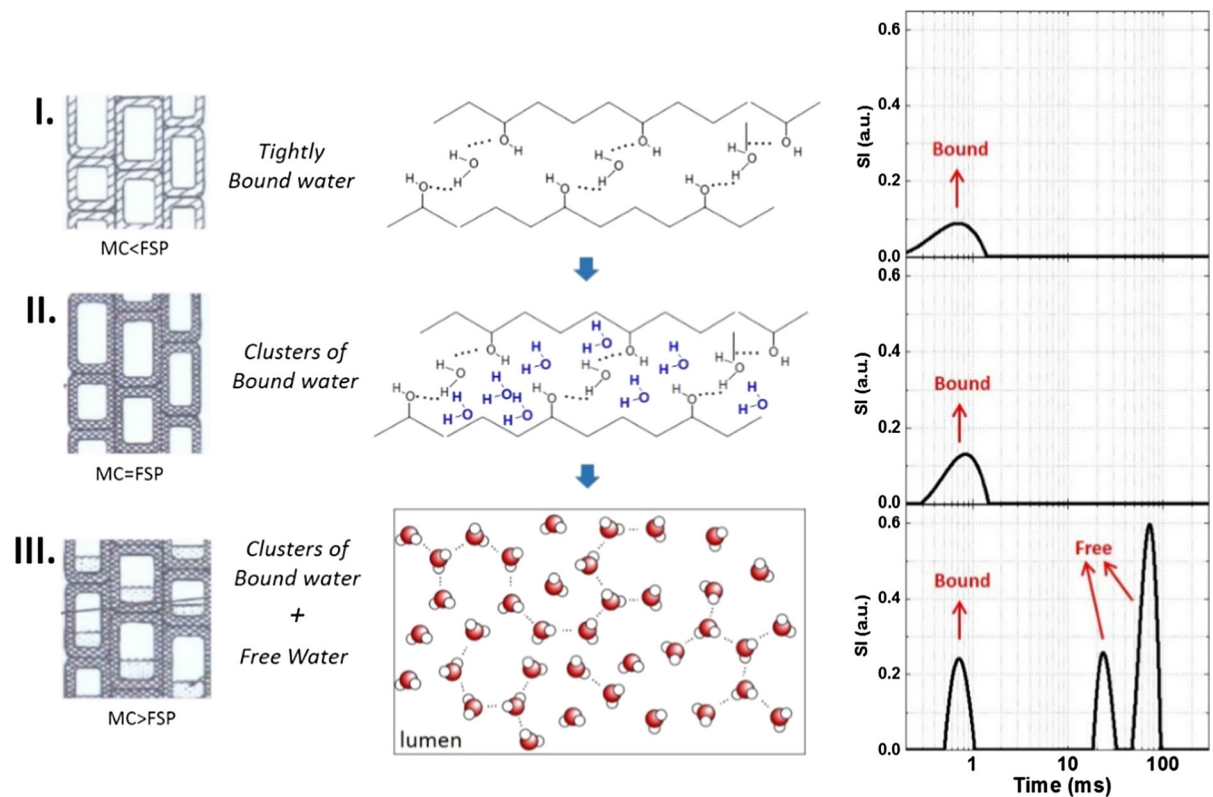 I.
MC<FSP
Tightly
Bound water
H O H
H O H
H O H
H O H
H O H
H O H
H O
H O
H O
SI (a.u.)
0.6
0.4
0.2
0.0
Bound
II.
MC=FSP
Clusters of
Bound water
SI (a.u.)
0.6
0.4
0.2
0.0
Bound
III.
MC>FSP
Clusters of
Bound water
+
Free Water
lumen
SI (a.u.)
0.6
0.4
0.2
0.0
Bound
Free
1
10
100
Time (ms)